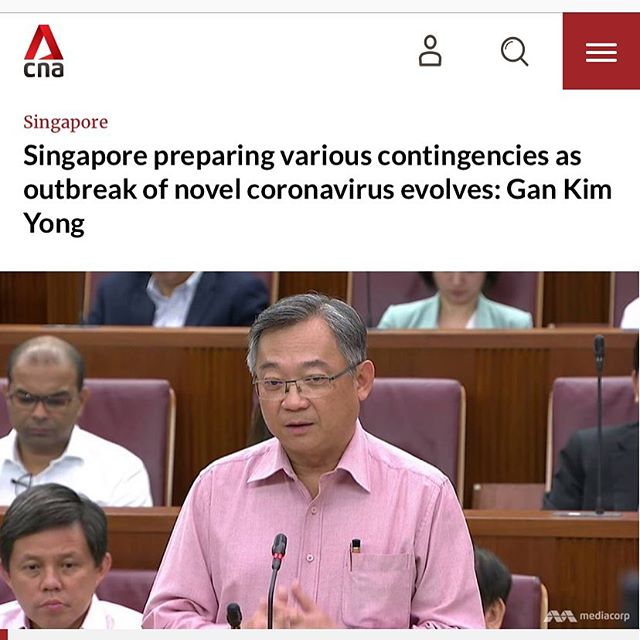 cna
Singapore
Singapore preparing various contingencies as
outbreak of novel coronavirus evolves: Gan Kim
Yong
mediacorp